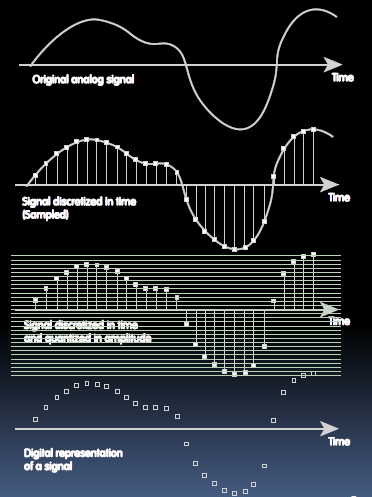 Original analog signal
Time
Signal discretized in time
(Sampled)
Time
Signal discretized in time
and quantized in amplitude
Time
Digital representation
of a signal
Time